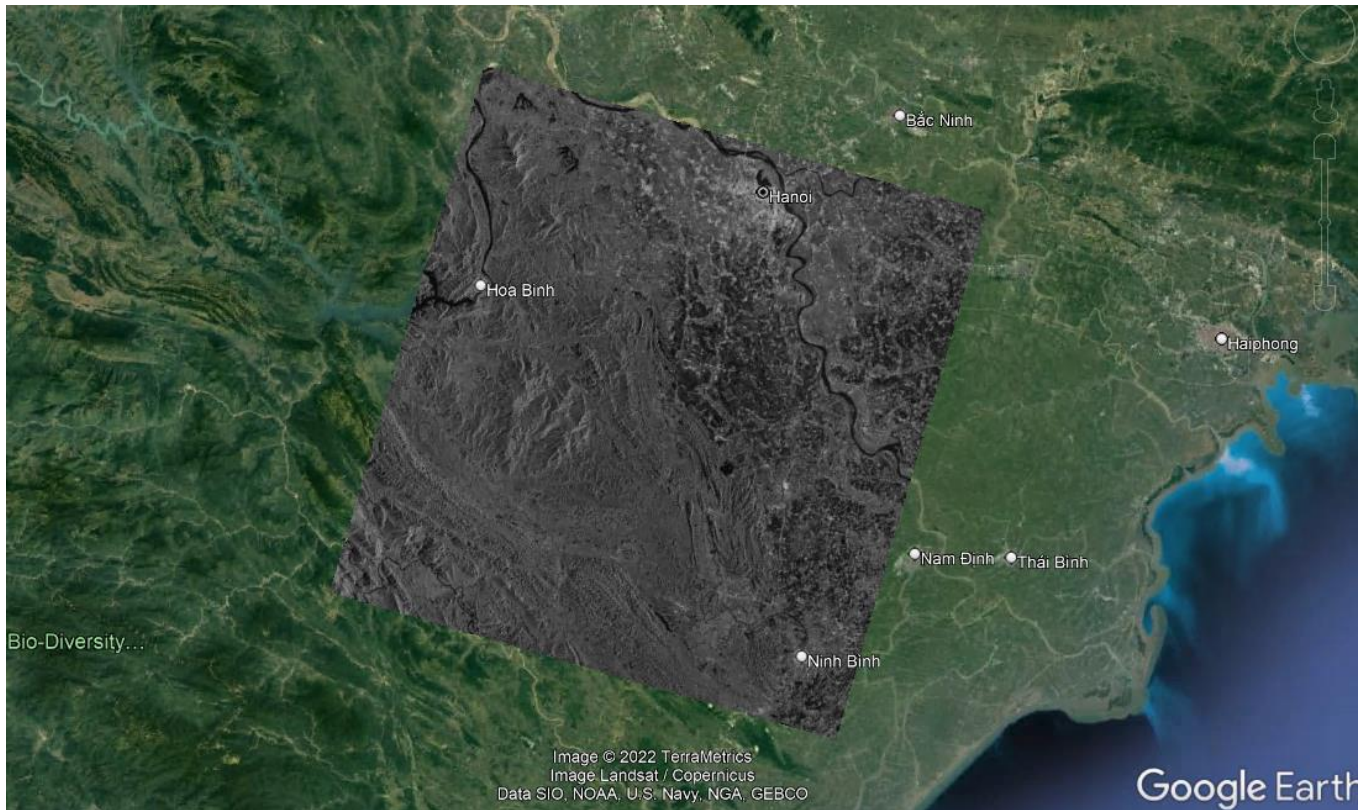 Bắc Ninh
Hanoi
Hoa Binh
Haiphong
Nam Định
Thái Bình
Bio-Diversity...
Ninh Bình
Image © 2022 TerraMetrics
Image Landsat / Copernicus
Data SIO, NOAA, U.S. Navy, NGA, GEBCO
Google Earth